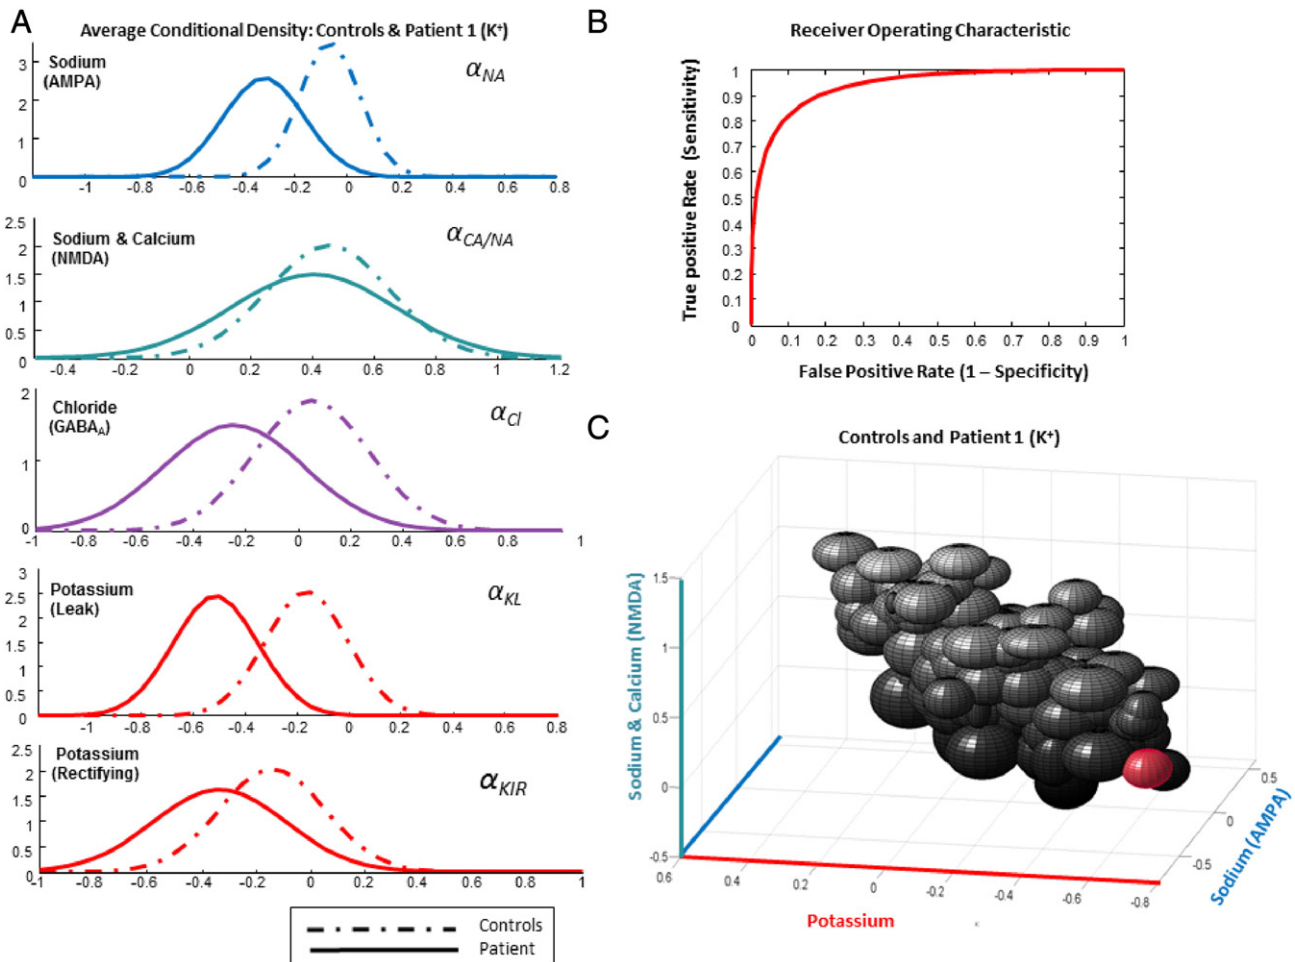 A
Average Conditional Density: Controls & Patient 1 (K⁺)
Sodium
(AMPA)
α_NA
3
2
1
0
-1 -0.8 -0.6 -0.4 -0.2 0 0.2 0.4 0.6 0.8
Sodium & Calcium
(NMDA)
α_CA/NA
2.5
2
1.5
1
0.5
0
-0.4 -0.2 0 0.2 0.4 0.6 0.8 1 1.2
Chloride
(GABA_A)
α_Cl
2
1
0
-1 -0.8 -0.6 -0.4 -0.2 0 0.2 0.4 0.6 0.8 1
Potassium
(Leak)
α_KL
3
2.5
2
1.5
1
0.5
0
-1 -0.8 -0.6 -0.4 -0.2 0 0.2 0.4 0.6 0.8
Potassium
(Rectifying)
α_KIR
2.5
2
1.5
1
0.5
0
-1 -0.8 -0.6 -0.4 -0.2 0 0.2 0.4 0.6 0.8 1
Controls
Patient
B
Receiver Operating Characteristic
True positive Rate (Sensitivity)
1
0.9
0.8
0.7
0.6
0.5
0.4
0.3
0.2
0.1
0
0 0.1 0.2 0.3 0.4 0.5 0.6 0.7 0.8 0.9 1
False Positive Rate (1 – Specificity)
C
Controls and Patient 1 (K⁺)
Sodium & Calcium (NMDA)
1.5
1
0.5
0
-0.5
0.6 0.4 0.2 0 -0.2 -0.4 -0.6 -0.8
Potassium
0.5
0
-0.5
Sodium (AMPA)